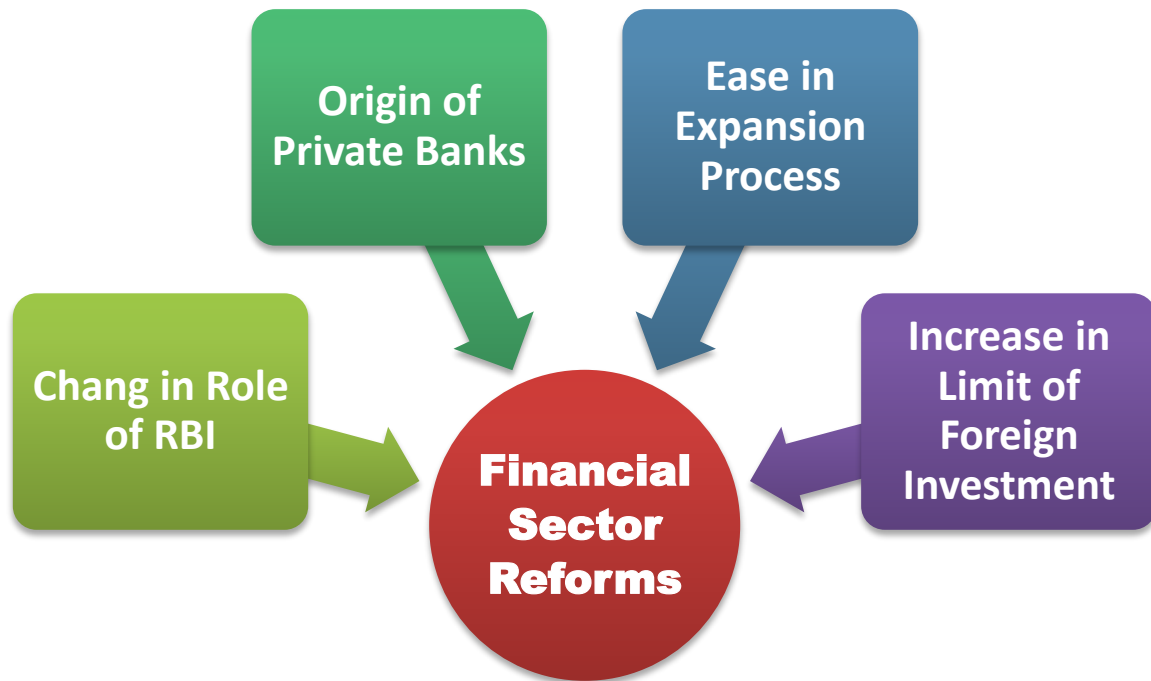 Origin of
Private Banks
Ease in
Expansion
Process
Chang in Role
of RBI
Increase in
Limit of
Foreign
Investment
Financial
Sector
Reforms